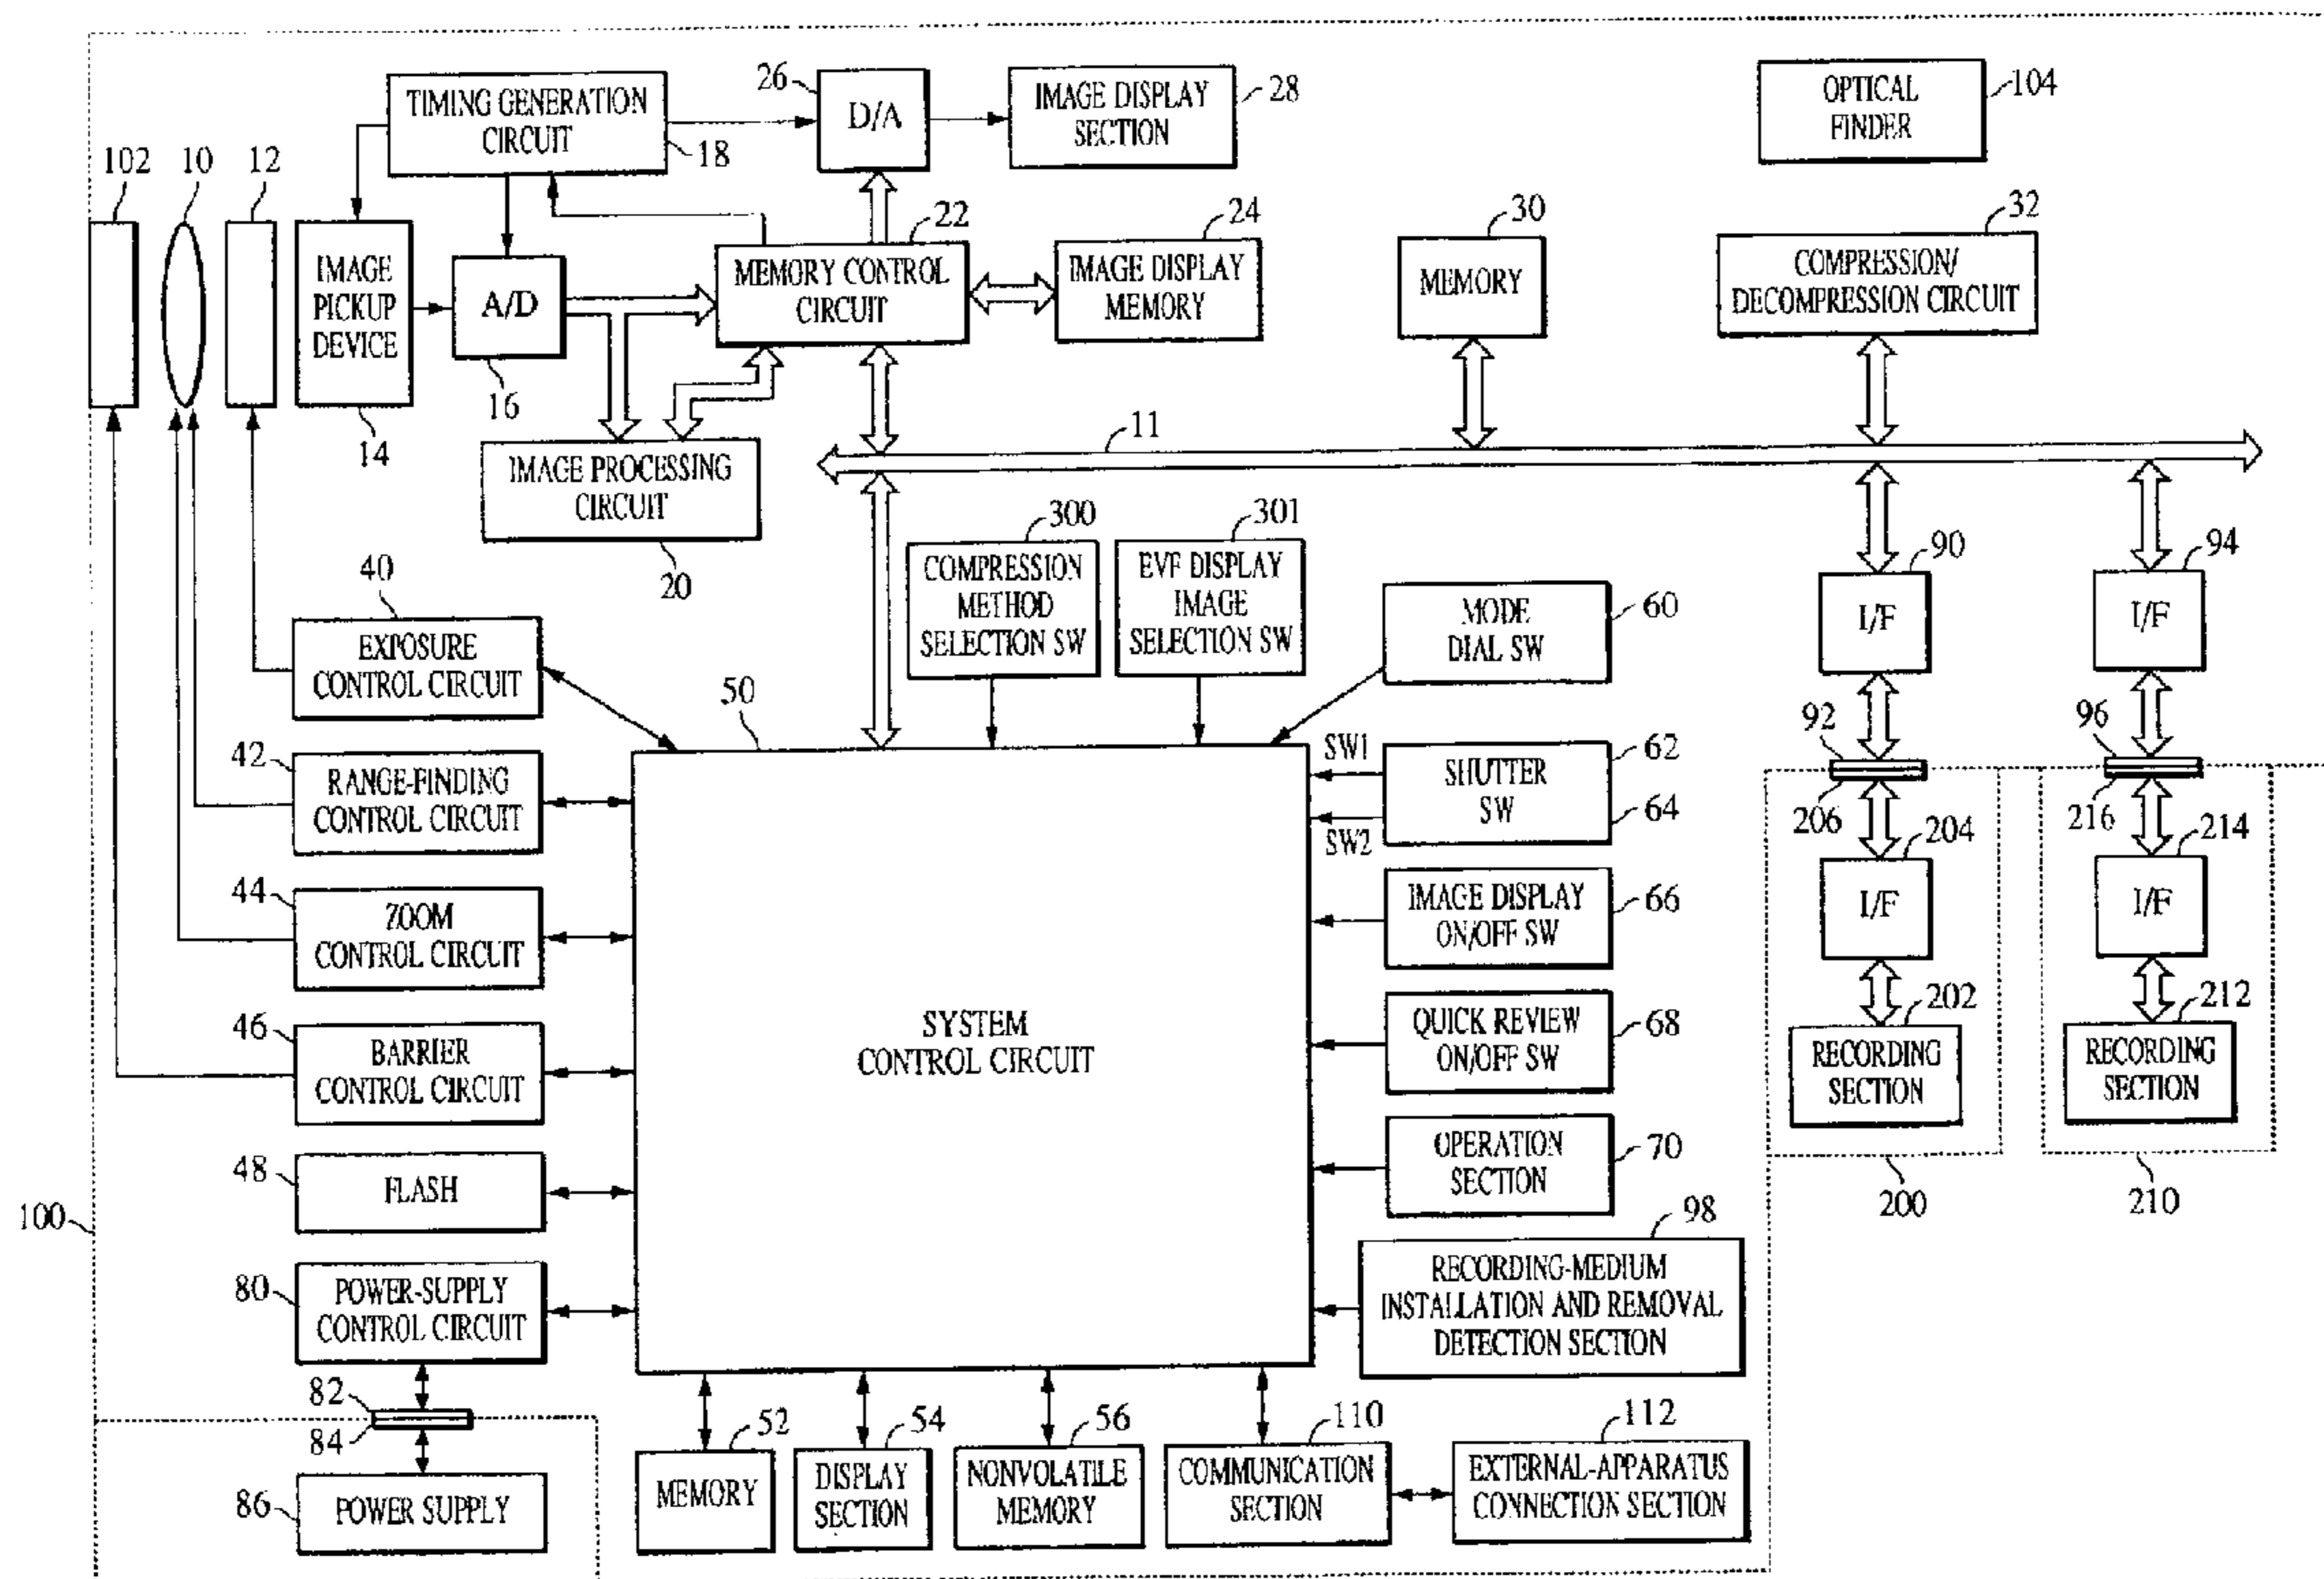 26
D/A
TIMING GENERATION
CIRCUIT
18
IMAGE DISPLAY
SECTION
28
OPTICAL
FINDER
104
102
10
12
IMAGE
PICKUP
DEVICE
14
A/D
16
22
MEMORY CONTROL
CIRCUIT
24
IMAGE DISPLAY
MEMORY
30
MEMORY
32
COMPRESSION/
DECOMPRESSION CIRCUIT
11
IMAGE PROCESSING
CIRCUIT
20
300
COMPRESSION
METHOD
SELECTION SW
301
EVF DISPLAY
IMAGE
SELECTION SW
MODE
DIAL SW
60
90
I/F
94
I/F
40
EXPOSURE
CONTROL CIRCUIT
50
42
RANGE-FINDING
CONTROL CIRCUIT
SW1
SW2
SHUTTER
SW
62
64
92
206
96
216
204
I/F
214
I/F
44
ZOOM
CONTROL CIRCUIT
IMAGE DISPLAY
ON/OFF SW
66
46
BARRIER
CONTROL CIRCUIT
SYSTEM
CONTROL CIRCUIT
QUICK REVIEW
ON/OFF SW
68
202
RECORDING
SECTION
212
RECORDING
SECTION
48
FLASH
OPERATION
SECTION
70
200
210
100
80
POWER-SUPPLY
CONTROL CIRCUIT
98
RECORDING-MEDIUM
INSTALLATION AND REMOVAL
DETECTION SECTION
82
84
86
POWER SUPPLY
52
MEMORY
54
DISPLAY
SECTION
56
NONVOLATILE
MEMORY
110
COMMUNICATION
SECTION
112
EXTERNAL-APPARATUS
CONNECTION SECTION